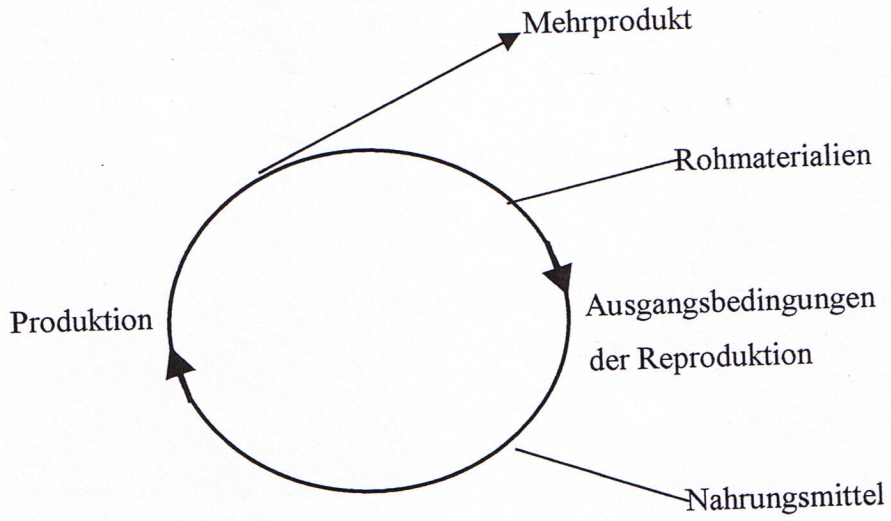 Mehrprodukt
Rohmaterialien
Ausgangsbedingungen
der Reproduktion
Produktion
Nahrungsmittel